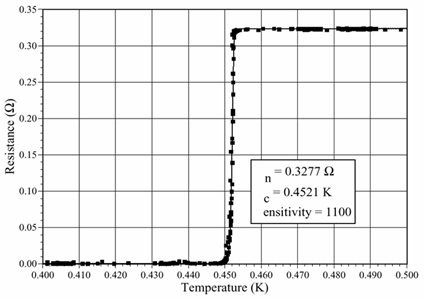 0.35
0.30
0.25
0.20
0.15
0.10
0.05
0.00
Resistance (Ω)
n = 0.3277 Ω
c = 0.4521 K
ensitivity = 1100
0.400 0.410 0.420 0.430 0.440 0.450 0.460 0.470 0.480 0.490 0.500
Temperature (K)